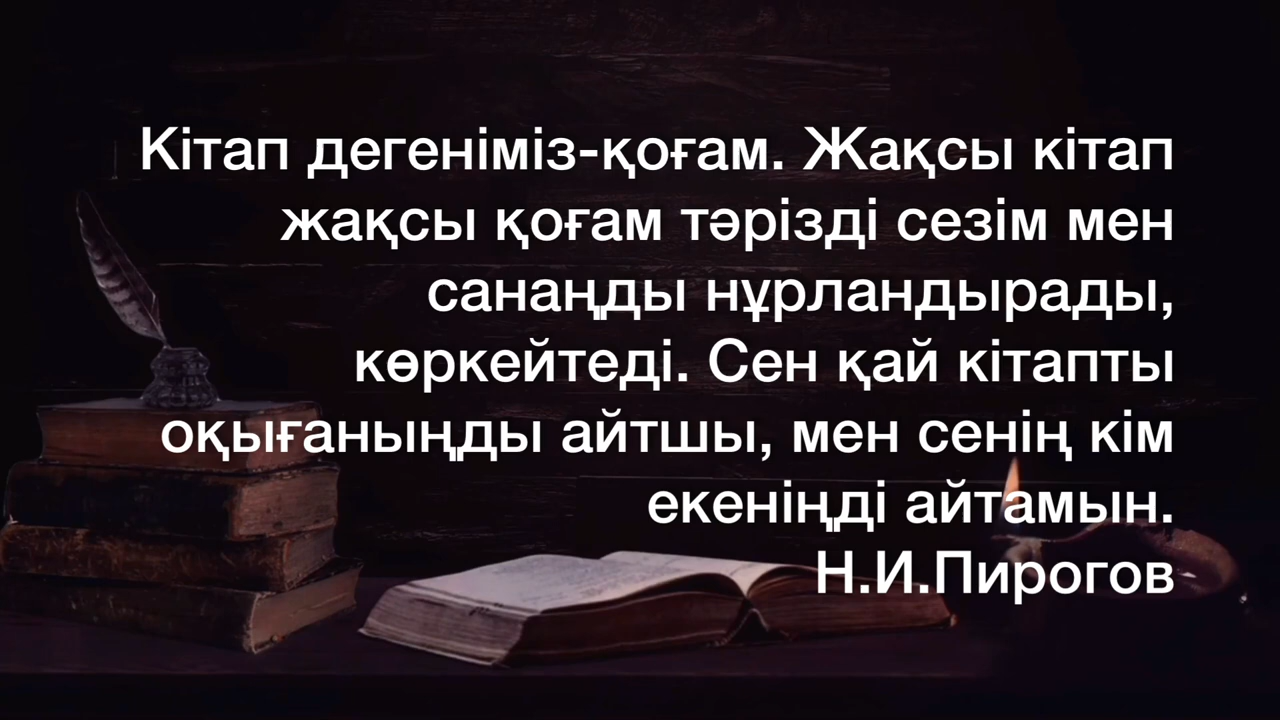 Кітап дегеніміз-қоғам. Жақсы кітап
жақсы қоғам тәрізді сезім мен
санаңды нұрландырады,
көркейтеді. Сен қай кітапты
оқығаныңды айтшы, мен сенің кім
екеніңді айтамын.
Н.И.Пирогов